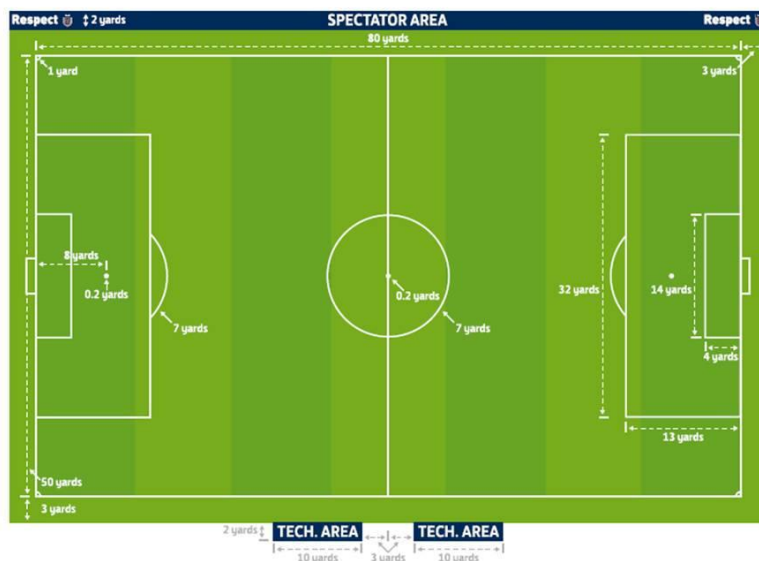 Respect 2 yards SPECTATOR AREA Respect
80 yards
1 yard 3 yards
8 yards
0.2 yards 0.2 yards 32 yards 14 yards
7 yards 7 yards
4 yards
13 yards
50 yards
3 yards
2 yards TECH. AREA TECH. AREA
10 yards 3 yards 10 yards